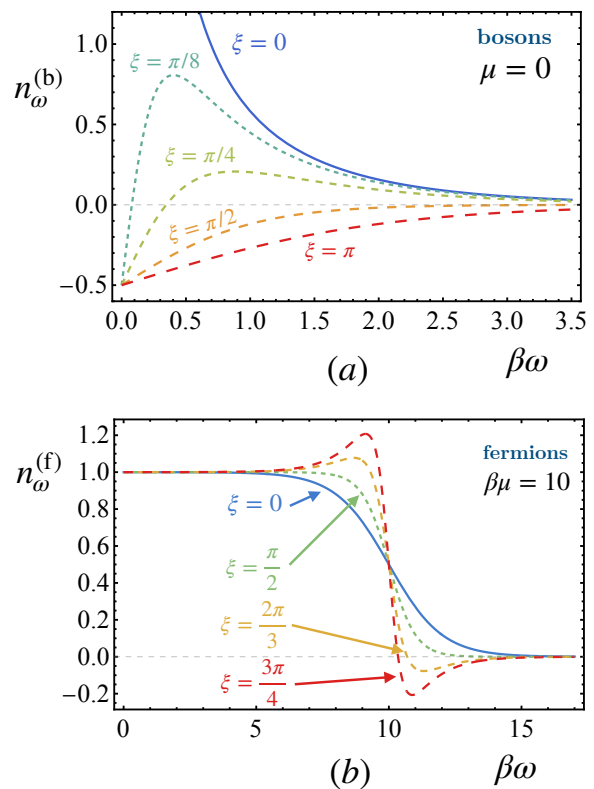 n_ω^(b)
1.0
0.5
0.0
−0.5
ξ = 0
ξ = π/8
ξ = π/4
ξ = π/2
ξ = π
bosons
μ = 0
0.0 0.5 1.0 1.5 2.0 2.5 3.0 3.5
(a) βω
n_ω^(f)
1.2
1.0
0.8
0.6
0.4
0.2
0.0
−0.2
fermions
βμ = 10
ξ = 0
ξ = π/2
ξ = 2π/3
ξ = 3π/4
0 5 10 15
(b) βω